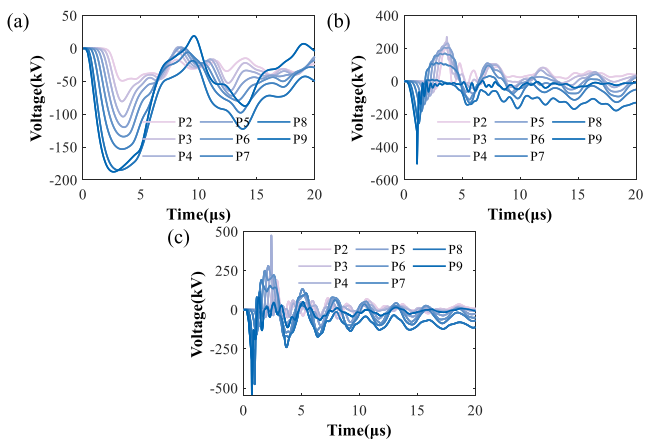 (a)
50
0
-50
-100
-150
-200
Voltage(kV)
P2 P5 P8
P3 P6 P9
P4 P7
0 5 10 15 20
Time(μs)
(b)
400
200
0
-200
-400
-600
Voltage(kV)
P2 P5 P8
P3 P6 P9
P4 P7
0 5 10 15 20
Time(μs)
(c)
500
250
0
-250
-500
Voltage(kV)
P2 P5 P8
P3 P6 P9
P4 P7
0 5 10 15 20
Time(μs)